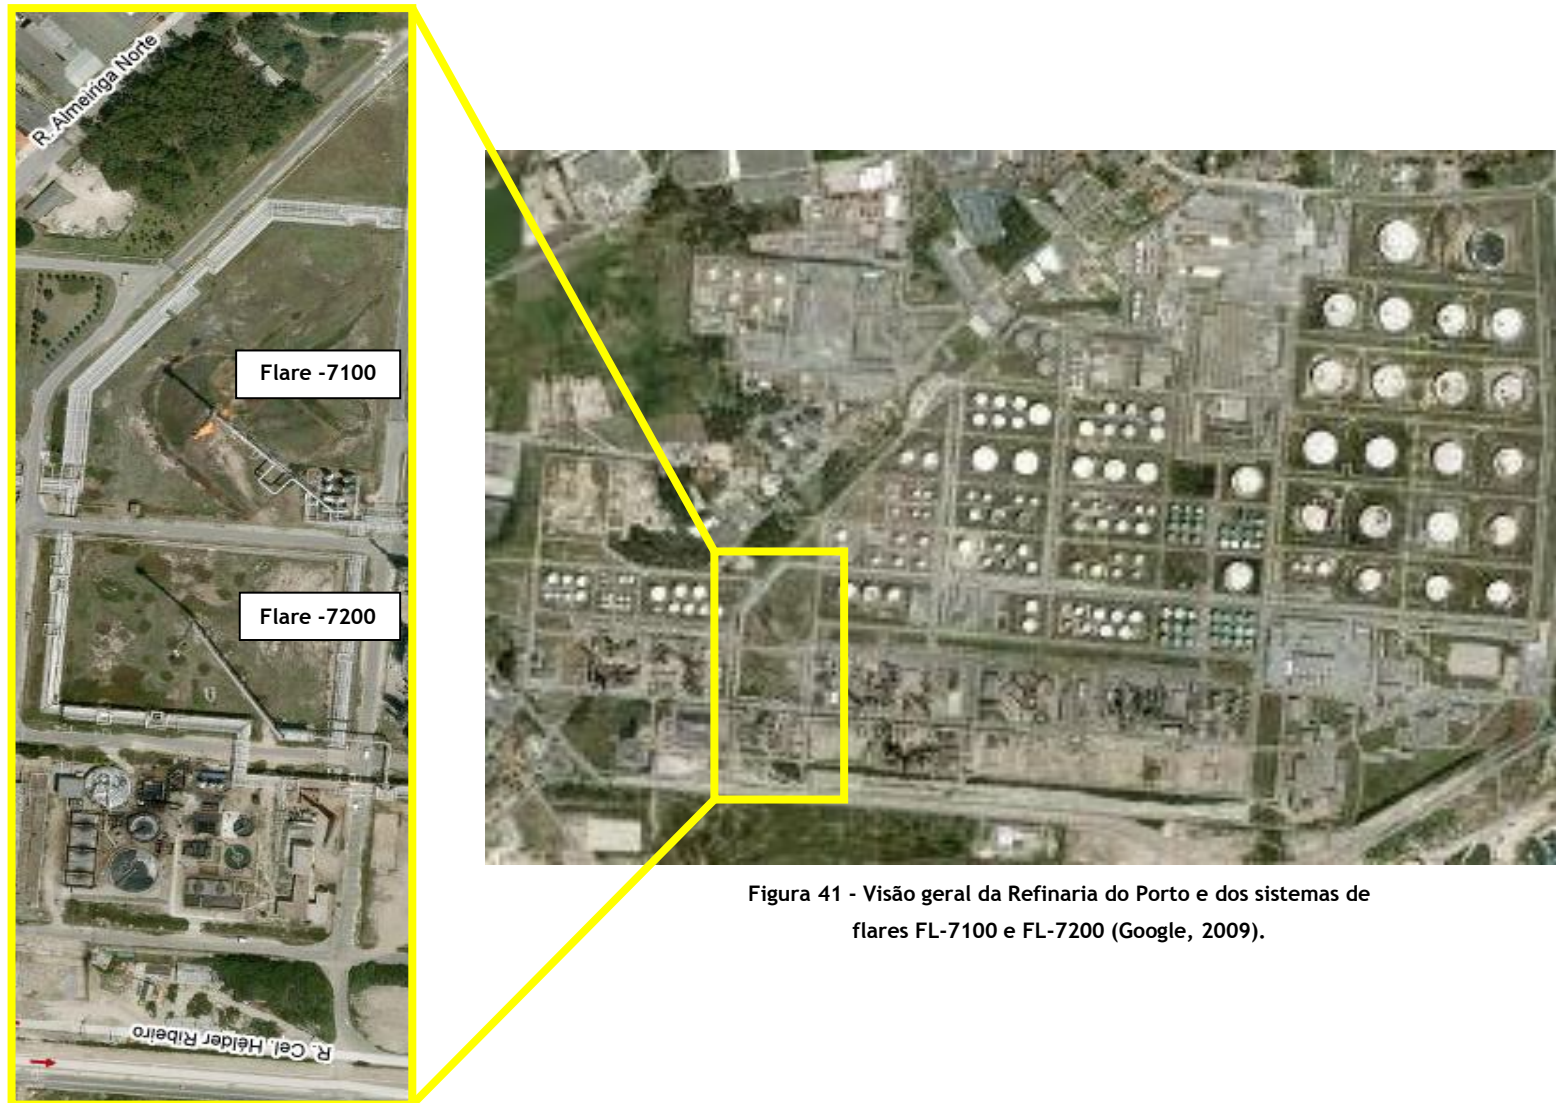 R. Almeiriga Norte
Flare -7100
Flare -7200
R. Cel. Hélder Ribeiro
Figura 41 - Visão geral da Refinaria do Porto e dos sistemas de
flares FL-7100 e FL-7200 (Google, 2009).